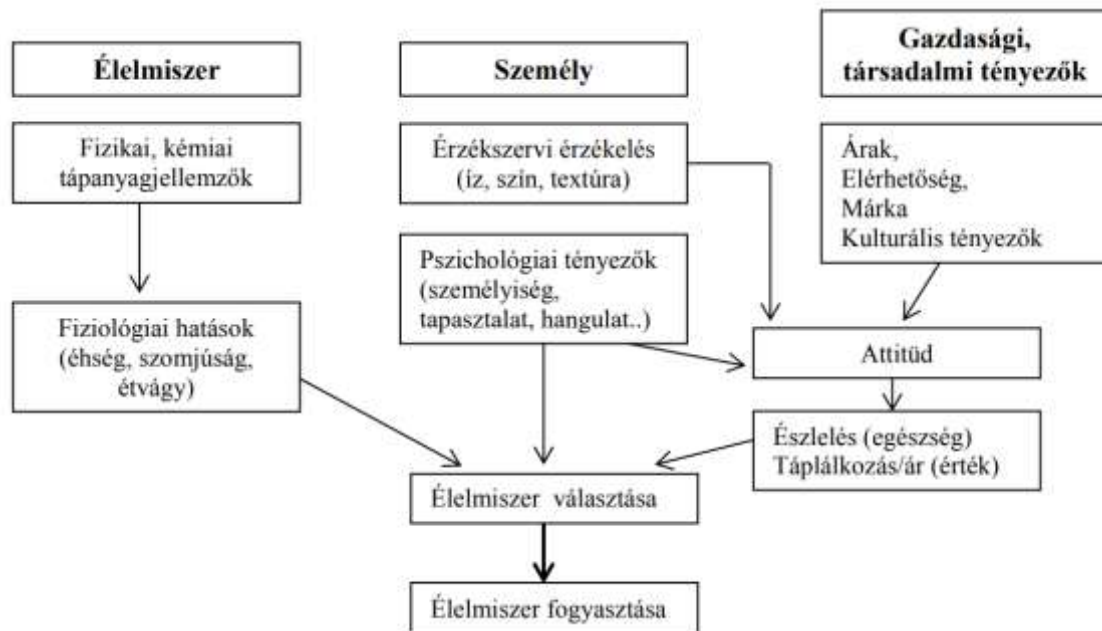 Élelmiszer
Személy
Gazdasági,
társadalmi tényezők
Fizikai, kémiai
tápanyagjellemzők
Érzékszervi érzékelés
(íz, szín, textúra)
Árak,
Elérhetőség,
Márka
Kulturális tényezők
Pszichológiai tényezők
(személyiség,
tapasztalat, hangulat..)
Fiziológiai hatások
(éhség, szomjúság,
étvágy)
Attitüd
Észlelés (egészség)
Táplálkozás/ár (érték)
Élelmiszer választása
Élelmiszer fogyasztása